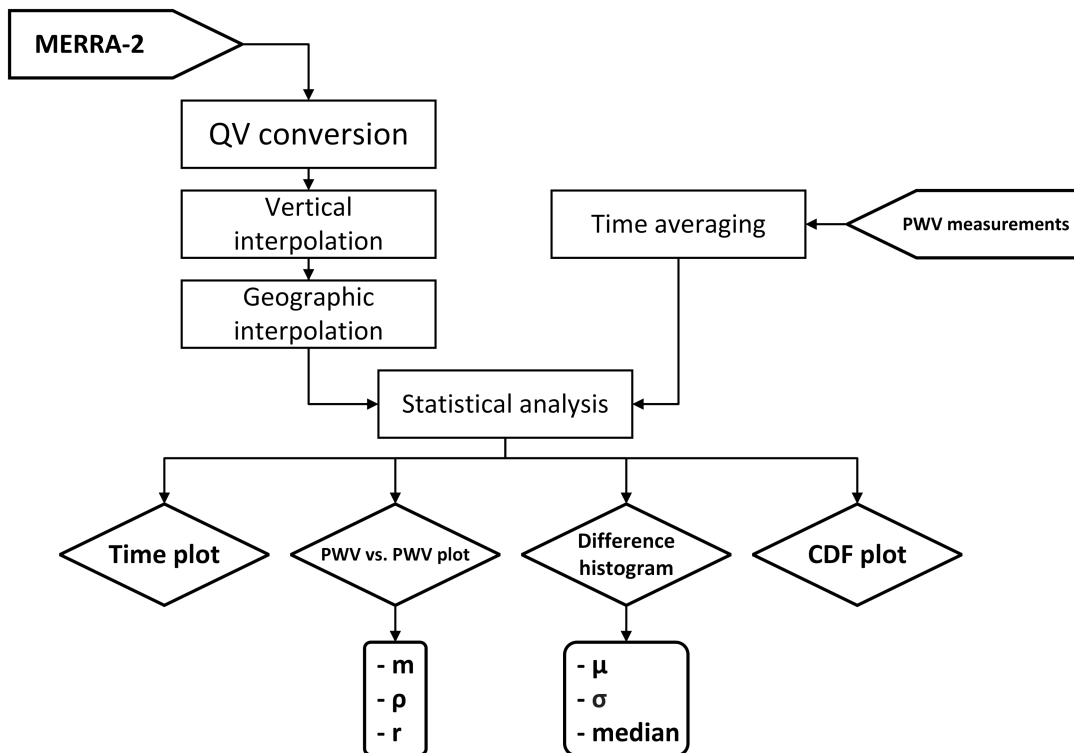 MERRA-2
QV conversion
Vertical
interpolation
Time averaging
PWV measurements
Geographic
interpolation
Statistical analysis
Time plot
PWV vs. PWV plot
Difference
histogram
CDF plot
- m
- ρ
- r
- μ
- σ
- median